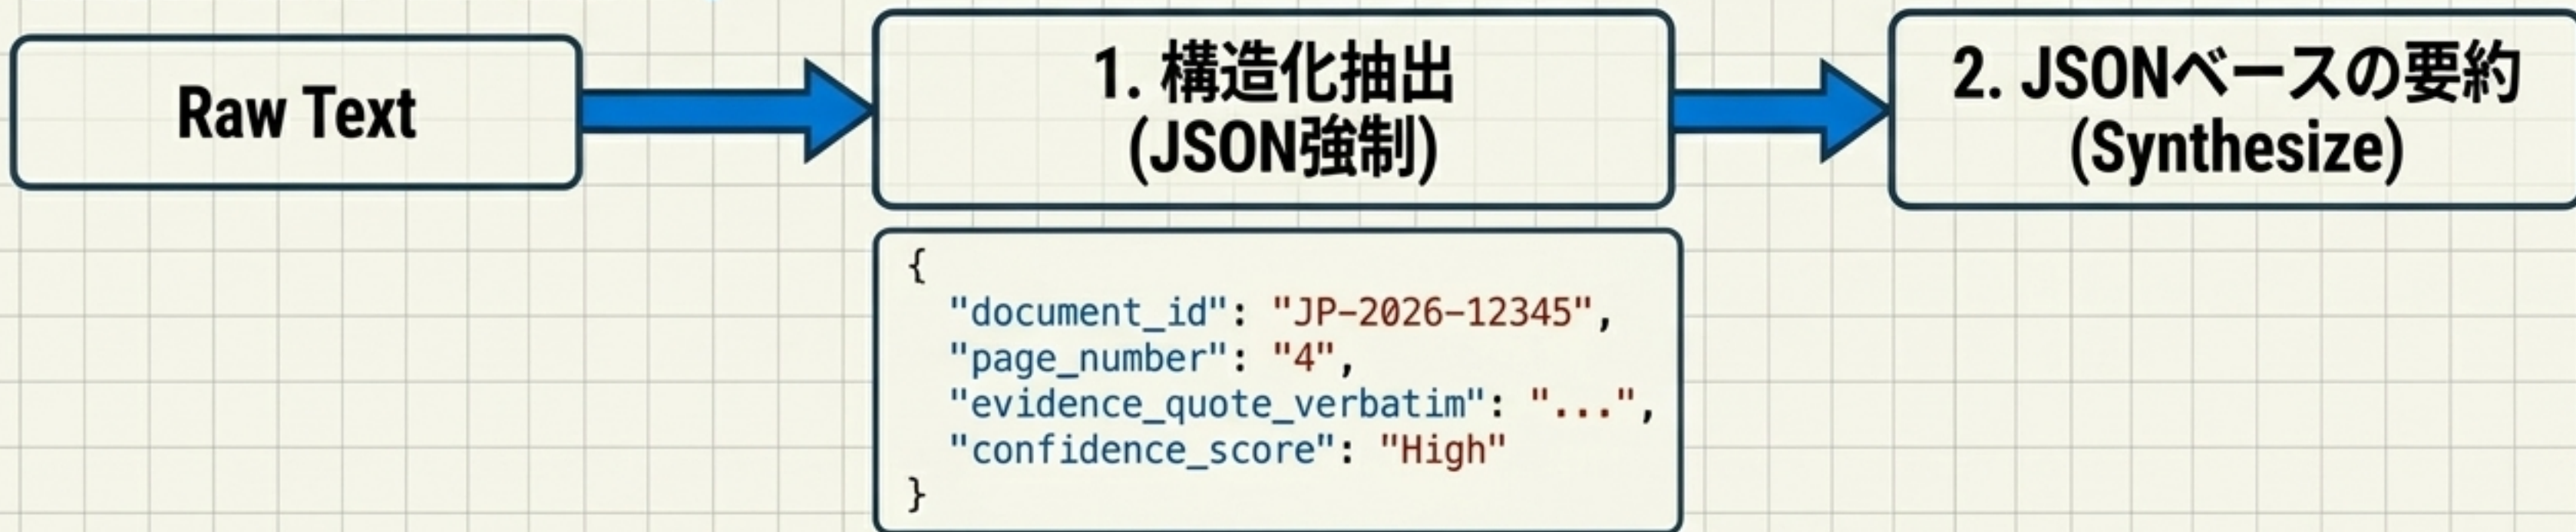 Raw Text
1. 構造化抽出
(JSON強制)
2. JSONベースの要約
(Synthesize)
{
"document_id": "JP-2026-12345",
"page_number": "4",
"evidence_quote_verbatim": "...",
"confidence_score": "High"
}